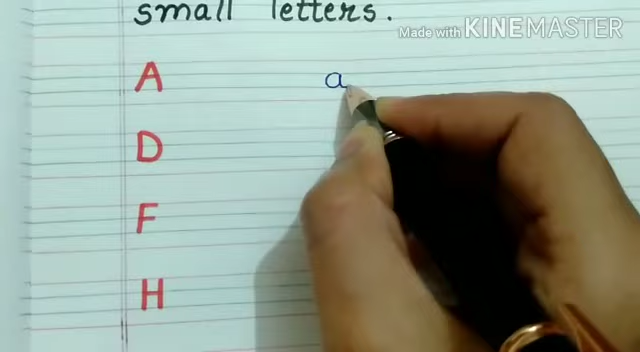 small letters.
Made with KINEMASTER
A a
D
F
H